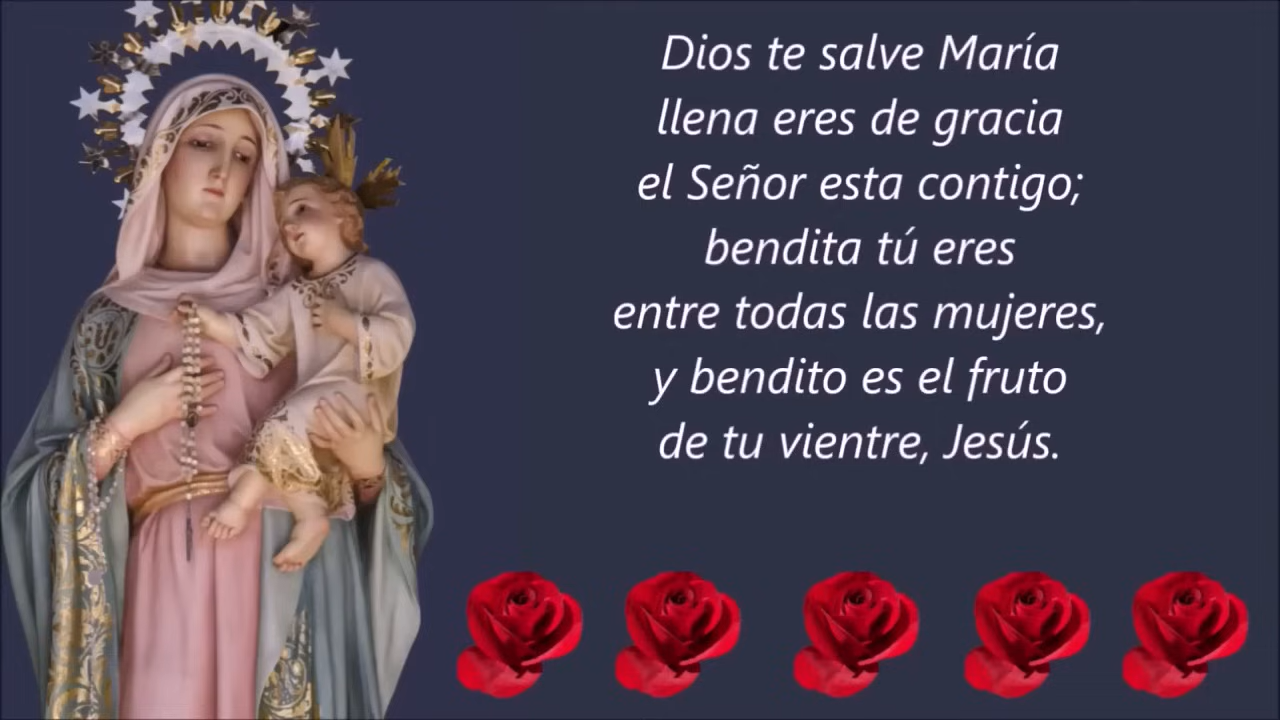 Dios te salve María
llena eres de gracia
el Señor esta contigo;
bendita tú eres
entre todas las mujeres,
y bendito es el fruto
de tu vientre, Jesús.